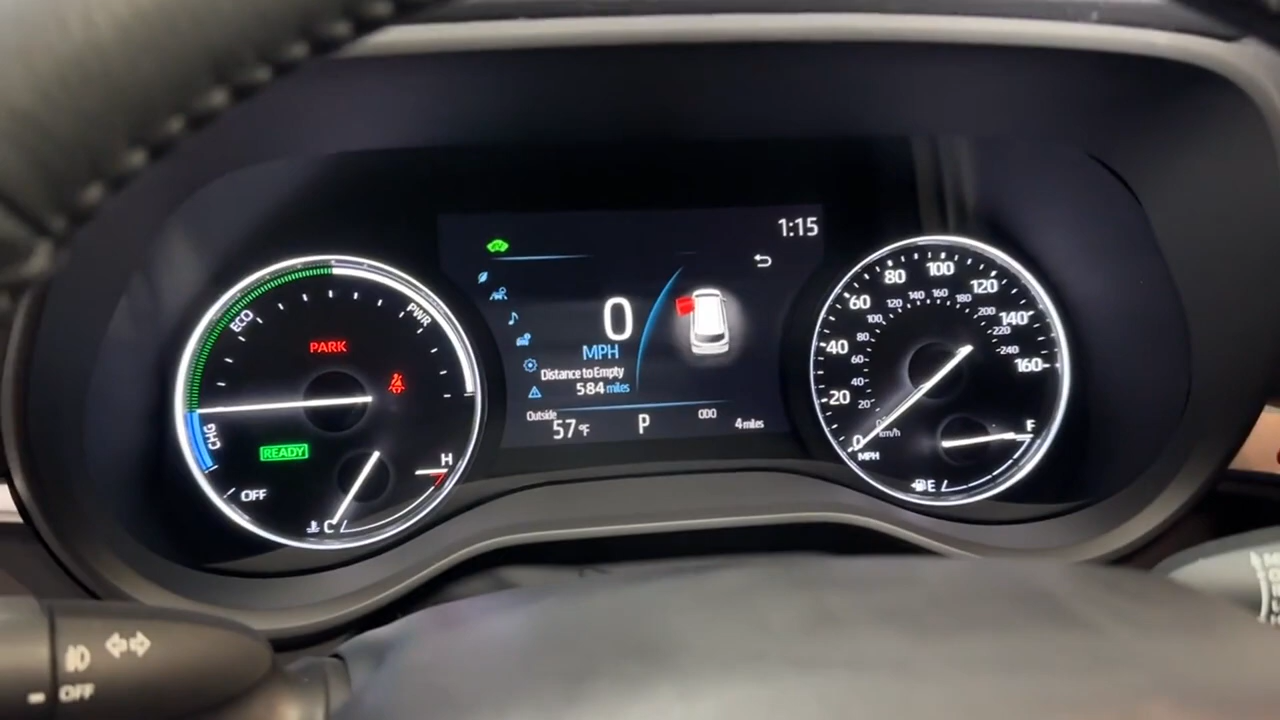 1:15
ECO
PWR
PARK
CHG
READY
OFF
H
C
0
MPH
Distance to Empty
584 miles
Outside
57 °F
P
000
4 miles
0
20
40
60
80
100
120
140
160
20
40
60
80
100
120
140
160
180
200
220
240
km/h
MPH
F
E
OFF